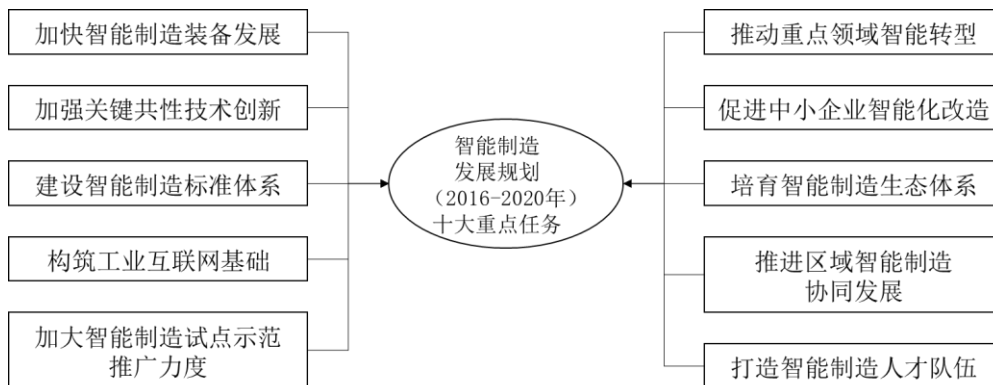 加快智能制造装备发展
加强关键共性技术创新
建设智能制造标准体系
构筑工业互联网基础
加大智能制造试点示范
推广力度
智能制造
发展规划
（2016-2020年）
十大重点任务
推动重点领域智能转型
促进中小企业智能化改造
培育智能制造生态体系
推进区域智能制造
协同发展
打造智能制造人才队伍